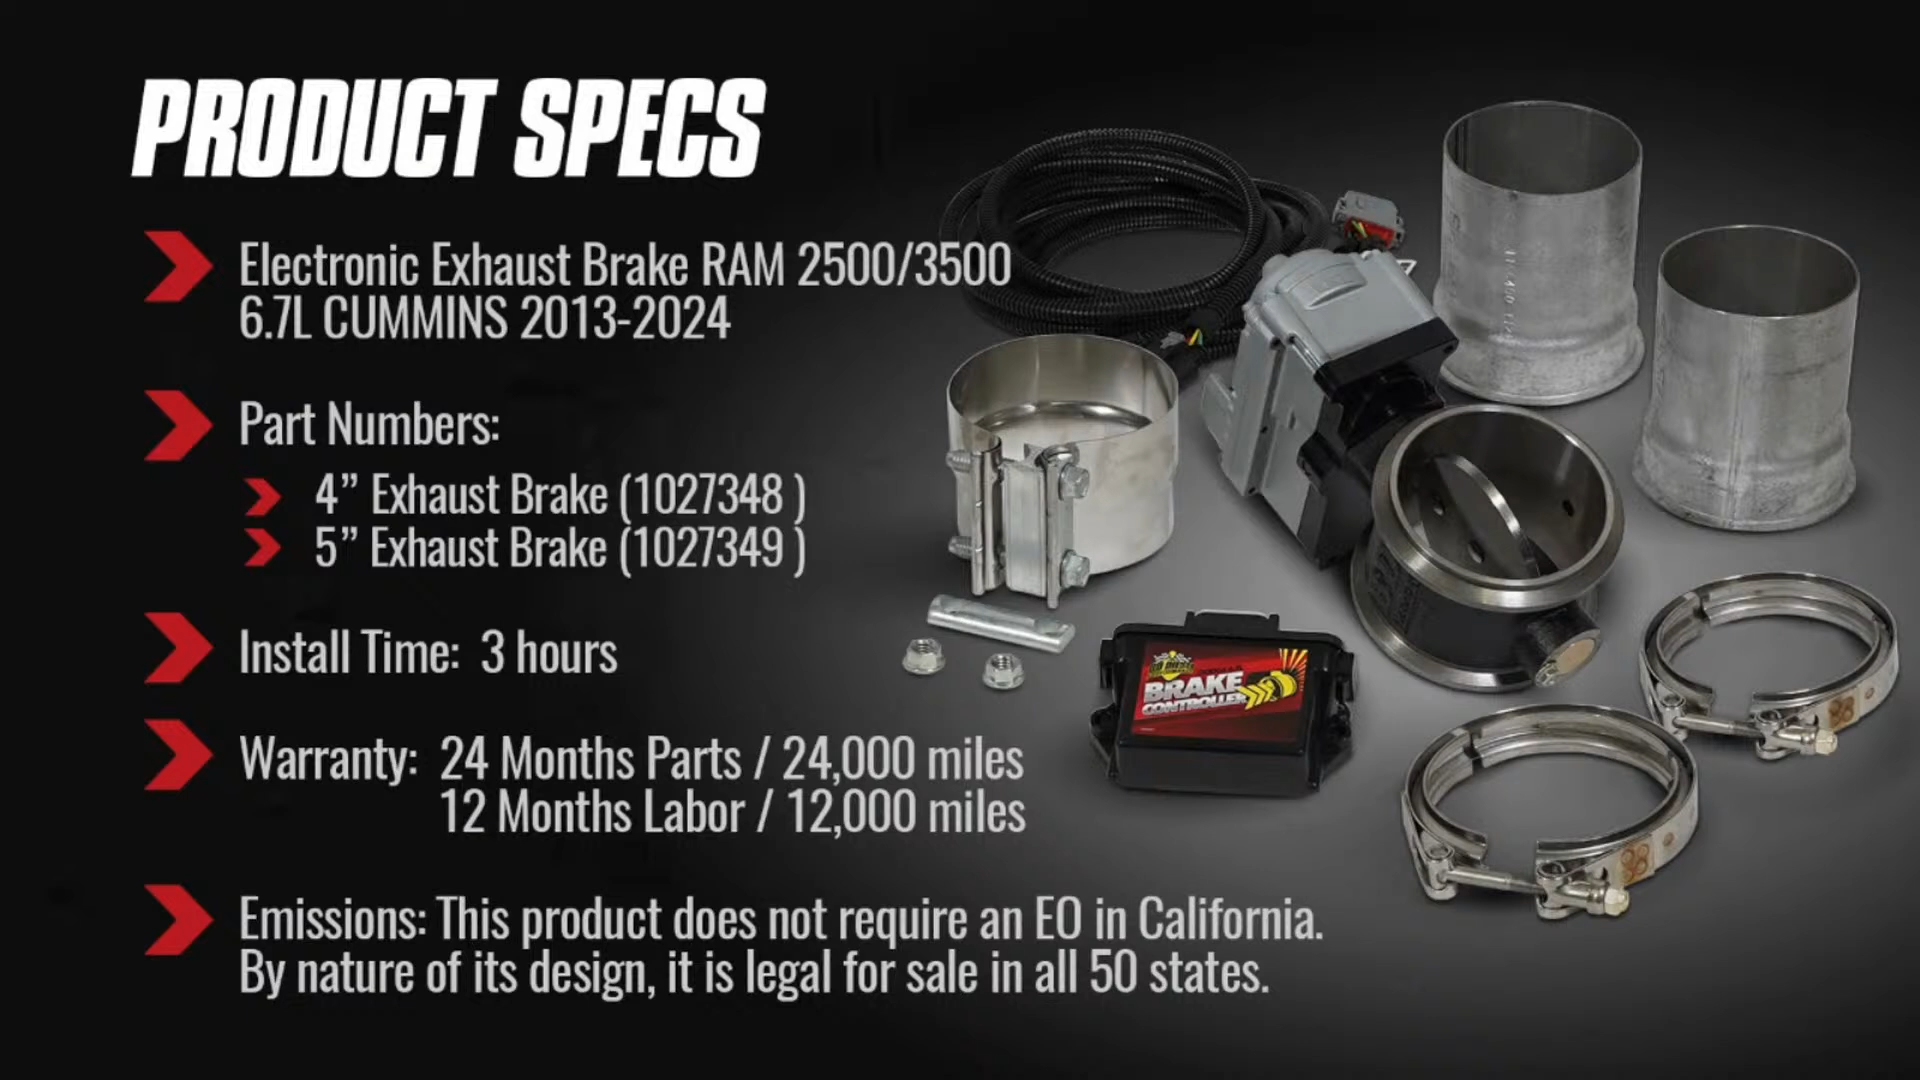 PRODUCT SPECS
Electronic Exhaust Brake RAM 2500/3500
6.7L CUMMINS 2013-2024
Part Numbers:
4” Exhaust Brake (1027348 )
5” Exhaust Brake (1027349 )
Install Time: 3 hours
Warranty: 24 Months Parts / 24,000 miles
12 Months Labor / 12,000 miles
Emissions: This product does not require an EO in California.
By nature of its design, it is legal for sale in all 50 states.
BRAKE
CONTROLLER